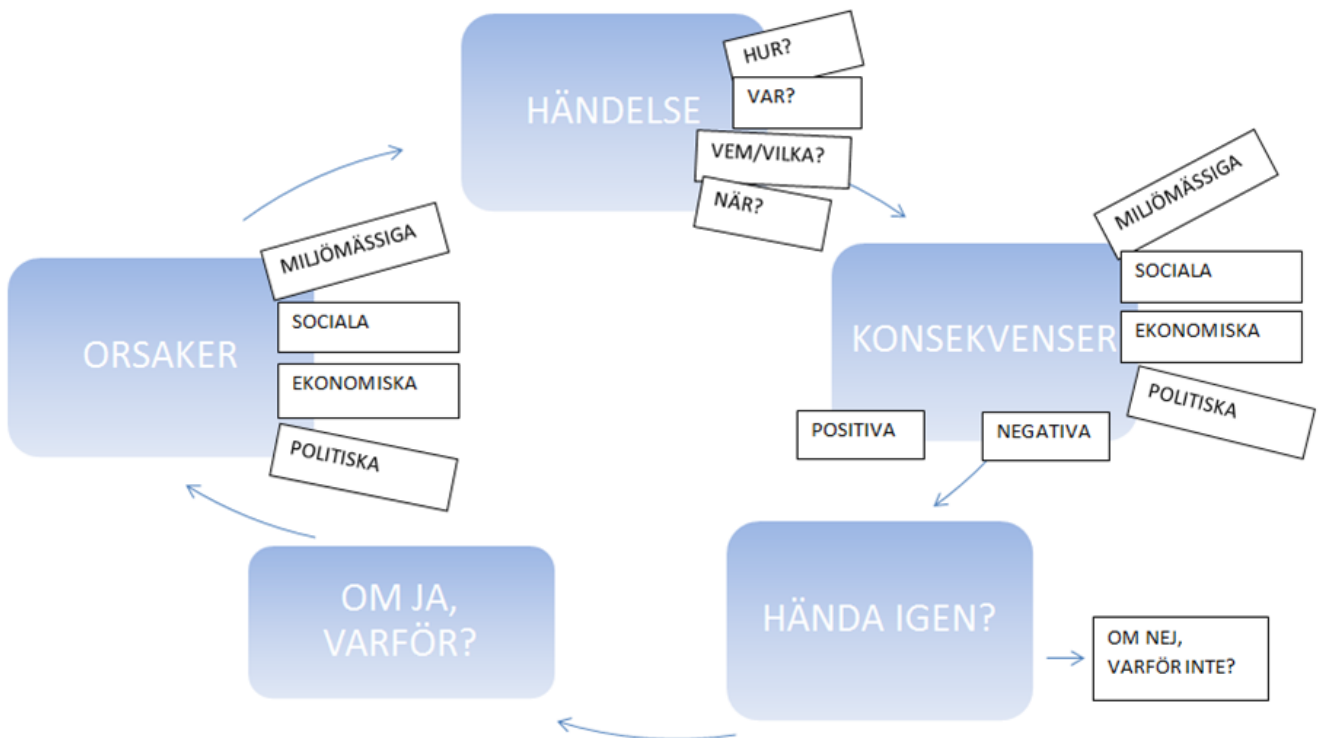 HÄNDELSE
HUR?
VAR?
VEM/VILKA?
NÄR?
KONSEKVENSER
MILJÖMÄSSIGA
SOCIALA
EKONOMISKA
POLITISKA
POSITIVA
NEGATIVA
HÄNDA IGEN?
OM NEJ,
VARFÖR INTE?
OM JA,
VARFÖR?
ORSAKER
MILJÖMÄSSIGA
SOCIALA
EKONOMISKA
POLITISKA